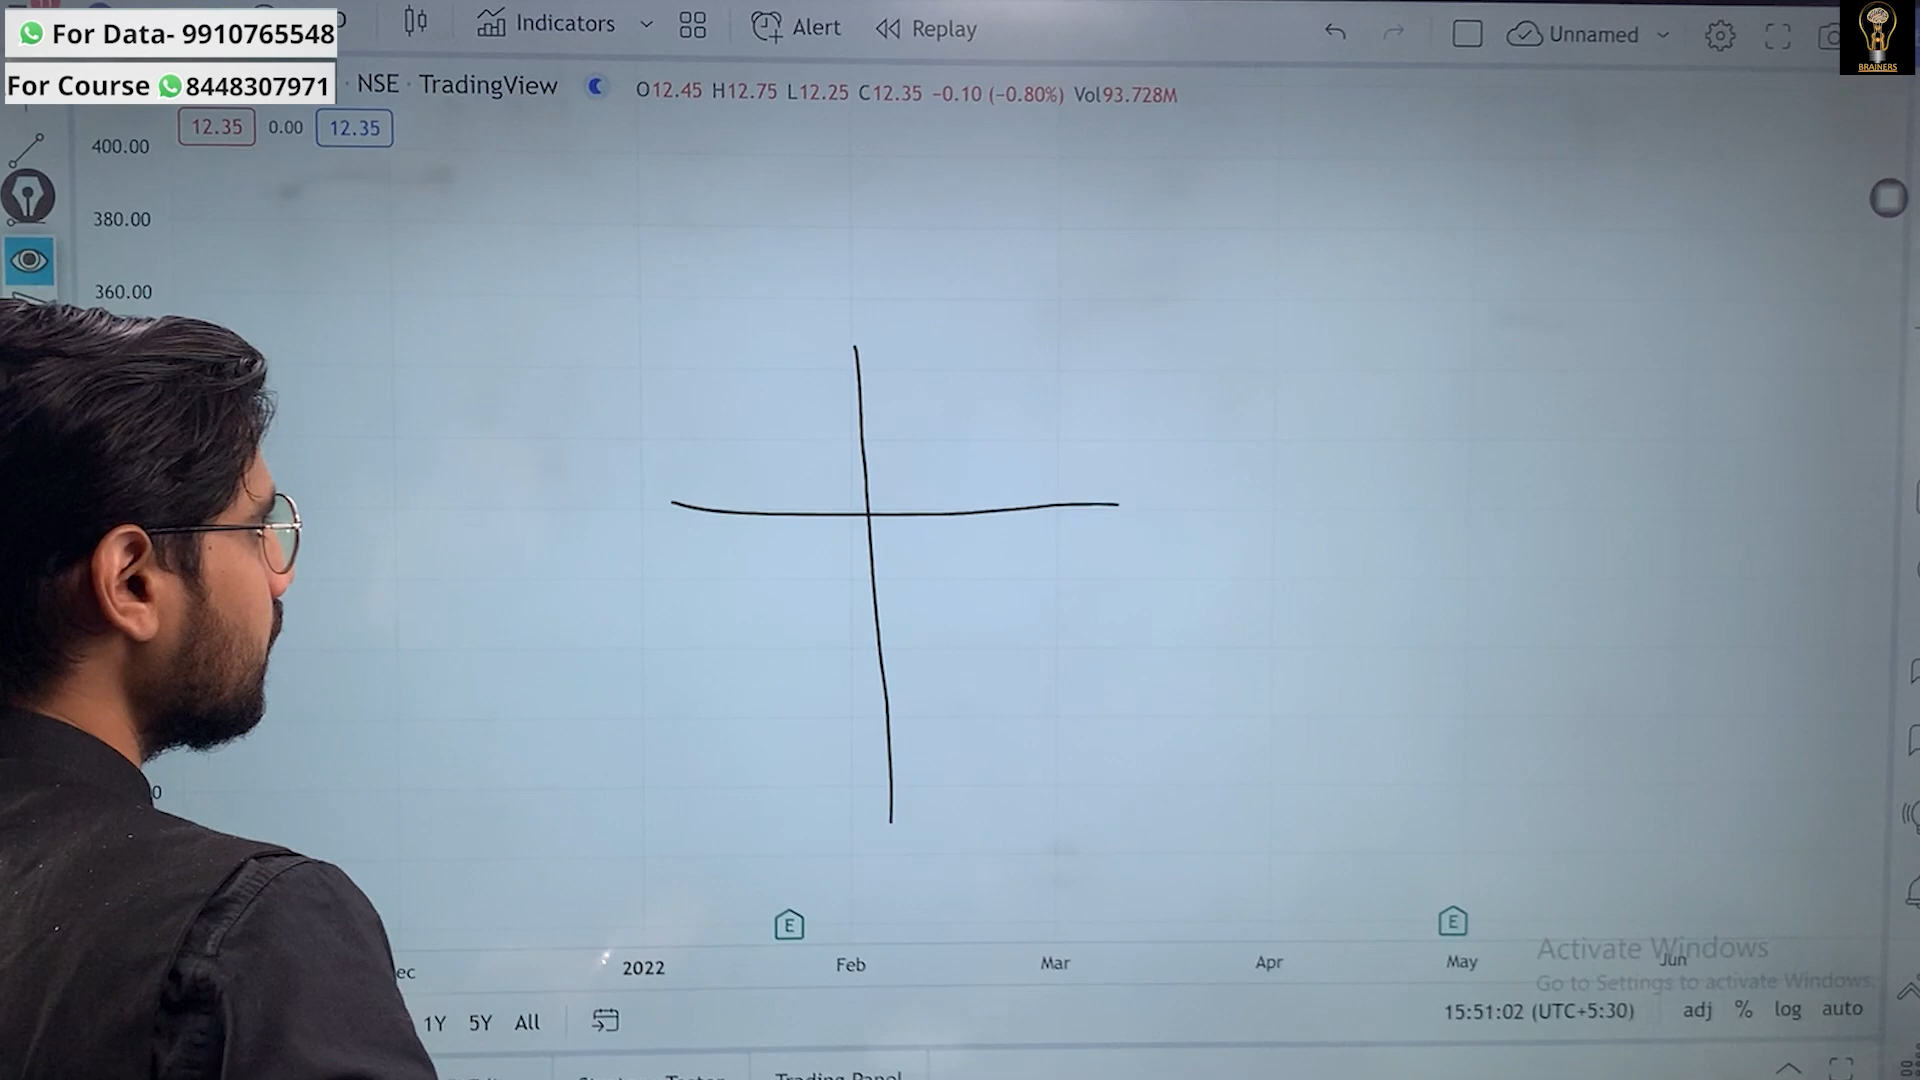 For Data- 9910765548
Indicators
Alert
Replay
Unnamed
BRAINERS
For Course 8448307971
· NSE · TradingView
O12.45 H12.75 L12.25 C12.35 −0.10 (−0.80%) Vol93.728M
12.35 0.00 12.35
400.00
380.00
360.00
0
E
E
ec 2022 Feb Mar Apr May Jun
Activate Windows
Go to Settings to activate Windows.
1Y 5Y All
15:51:02 (UTC+5:30) adj % log auto
Trading Panel